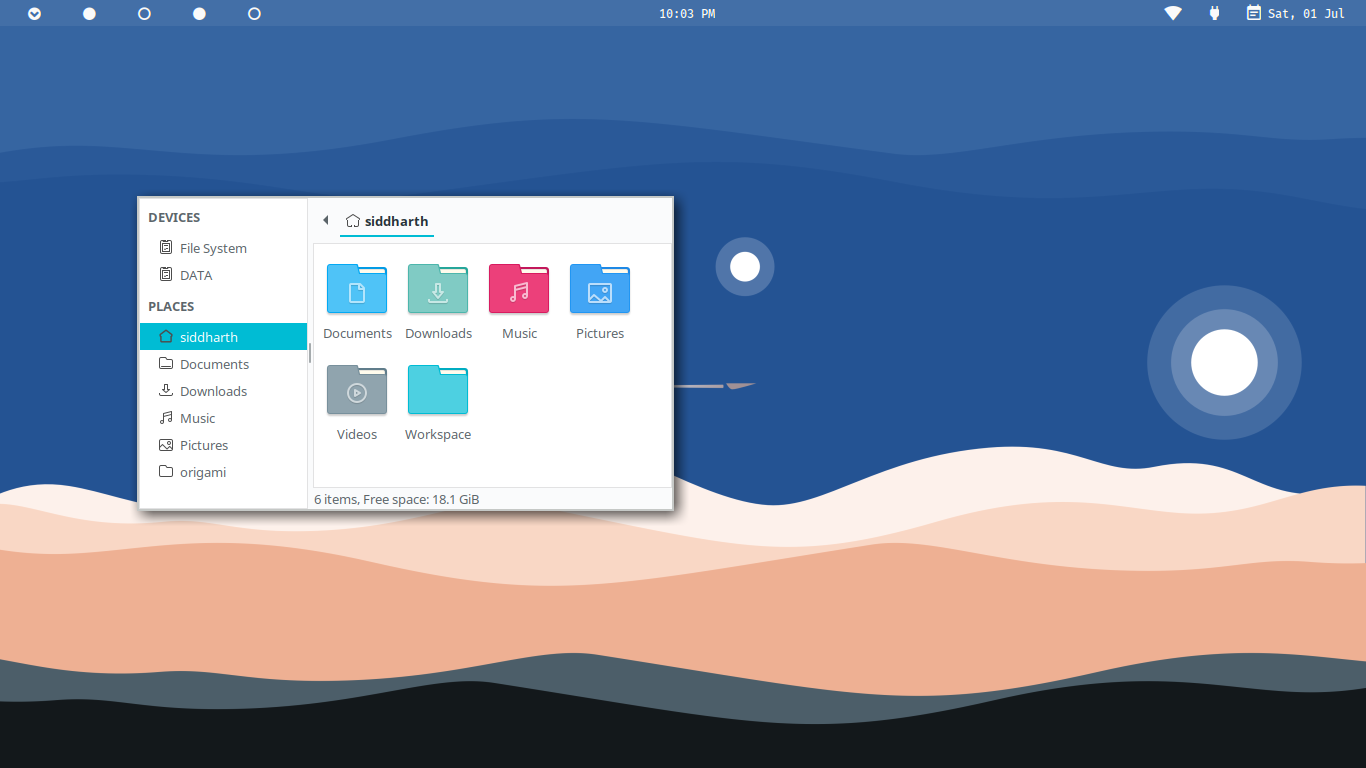 10:03 PM
Sat, 01 Jul
DEVICES
File System
DATA
PLACES
siddharth
Documents
Downloads
Music
Pictures
origami
siddharth
Documents Downloads Music Pictures
Videos Workspace
6 items, Free space: 18.1 GiB